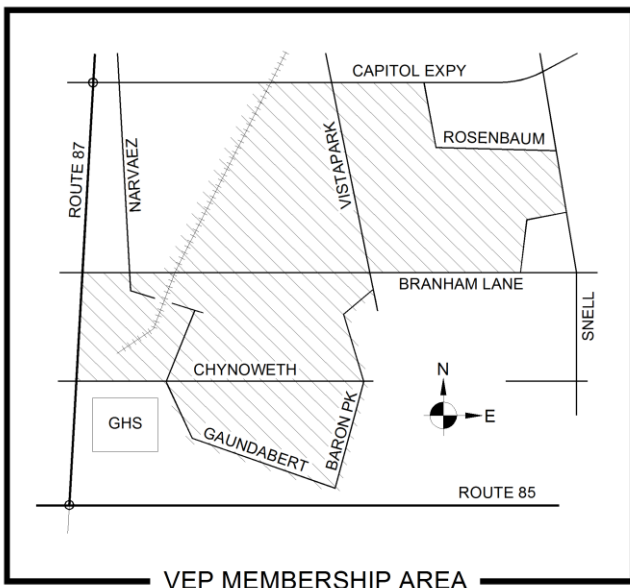 CAPITOL EXPY
ROSENBAUM
ROUTE 87
NARVAEZ
VISTAPARK
BRANHAM LANE
SNELL
CHYNOWETH
N
E
GHS
GAUNDABERT
BARON PK
ROUTE 85
VEP MEMBERSHIP AREA